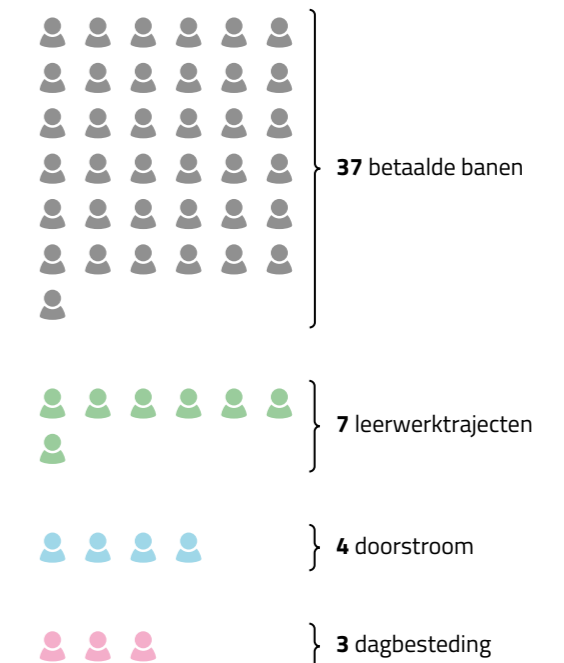 37 betaalde banen
7 leerwerktrajecten
4 doorstroom
3 dagbesteding